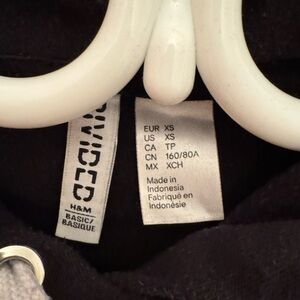 DIVIDED
H&M
BASIC/
BASIQUE
EUR XS
US XS
CA TP
CN 160/80A
MX XCH
Made in
Indonesia
Fabriqué en
Indonésie